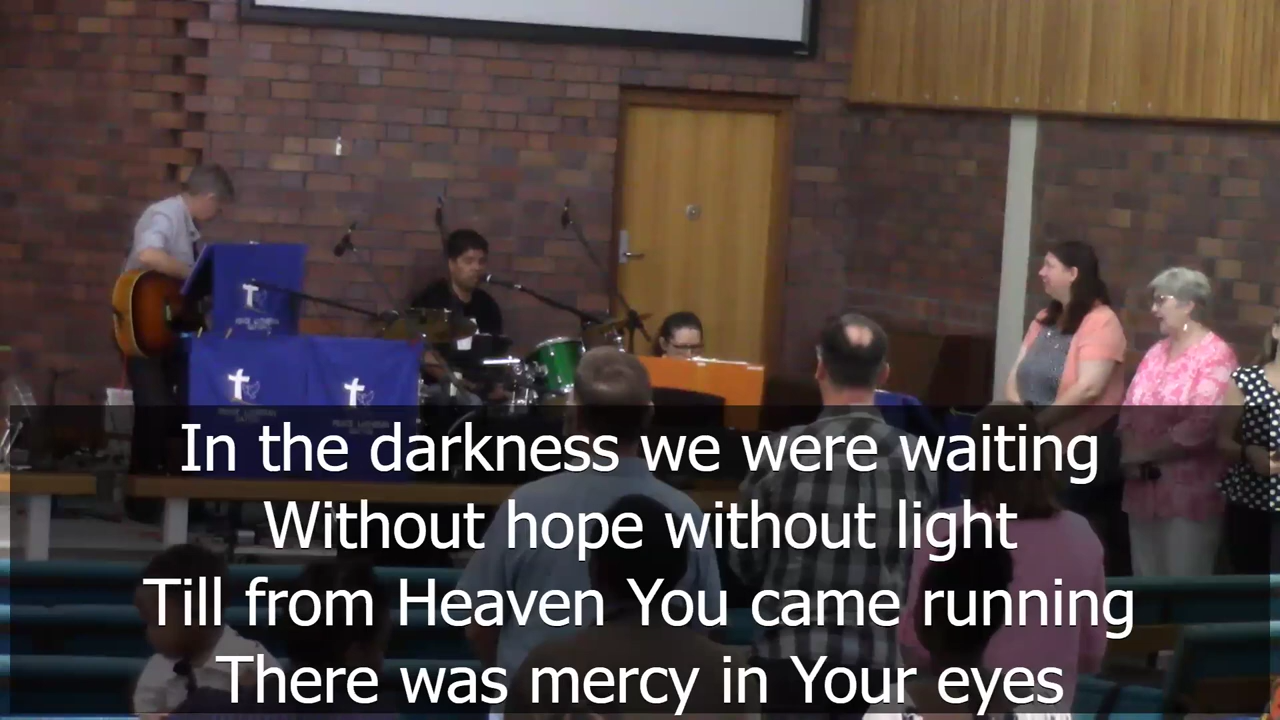 In the darkness we were waiting
Without hope without light
Till from Heaven You came running
There was mercy in Your eyes